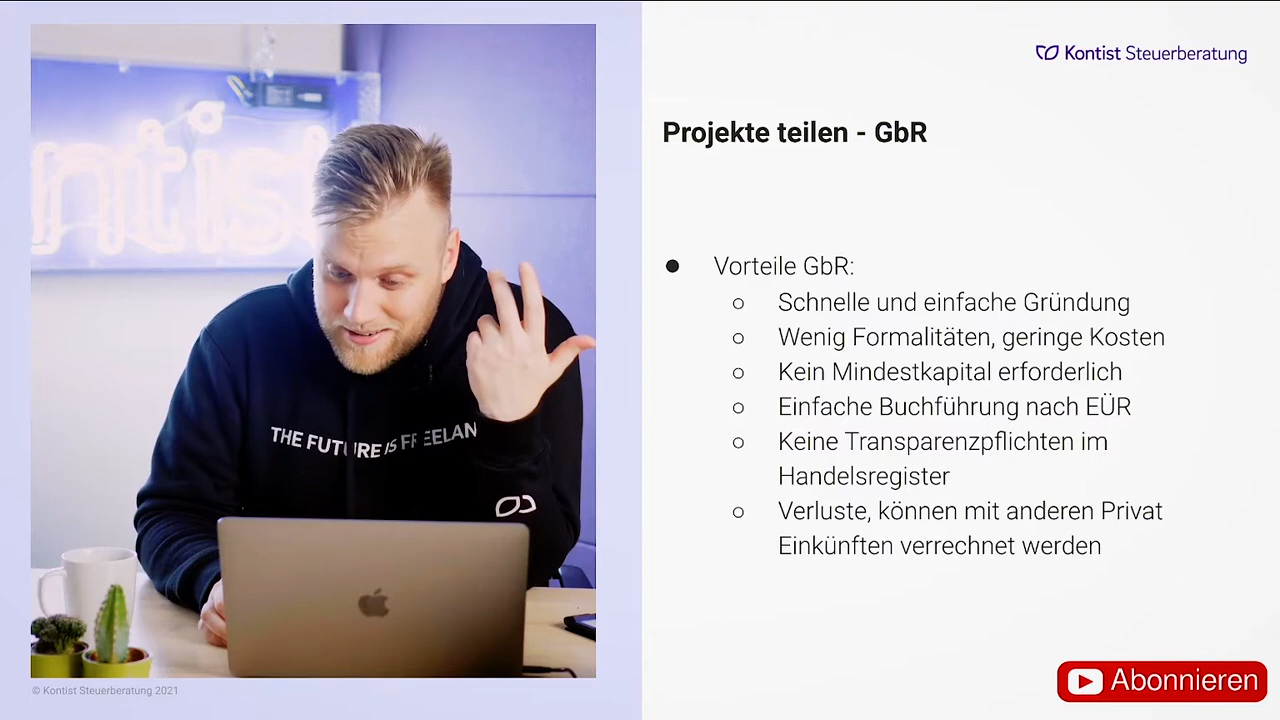 Kontist Steuerberatung
Projekte teilen - GbR
● Vorteile GbR:
○ Schnelle und einfache Gründung
○ Wenig Formalitäten, geringe Kosten
○ Kein Mindestkapital erforderlich
○ Einfache Buchführung nach EÜR
○ Keine Transparenzpflichten im
Handelsregister
○ Verluste, können mit anderen Privat
Einkünften verrechnet werden
THE FUTURE IS FREELAN
© Kontist Steuerberatung 2021
Abonnieren